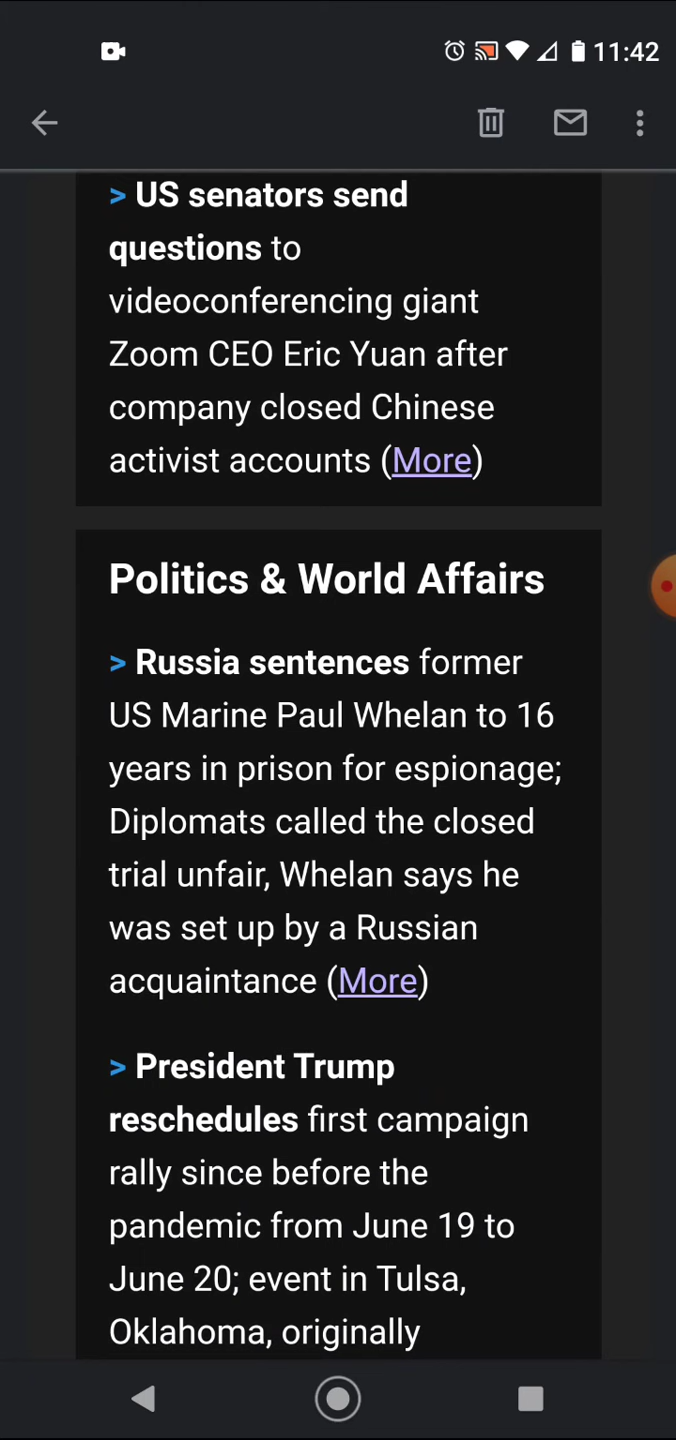 11:42
> US senators send
questions to
videoconferencing giant
Zoom CEO Eric Yuan after
company closed Chinese
activist accounts (More)
Politics & World Affairs
> Russia sentences former
US Marine Paul Whelan to 16
years in prison for espionage;
Diplomats called the closed
trial unfair, Whelan says he
was set up by a Russian
acquaintance (More)
> President Trump
reschedules first campaign
rally since before the
pandemic from June 19 to
June 20; event in Tulsa,
Oklahoma, originally